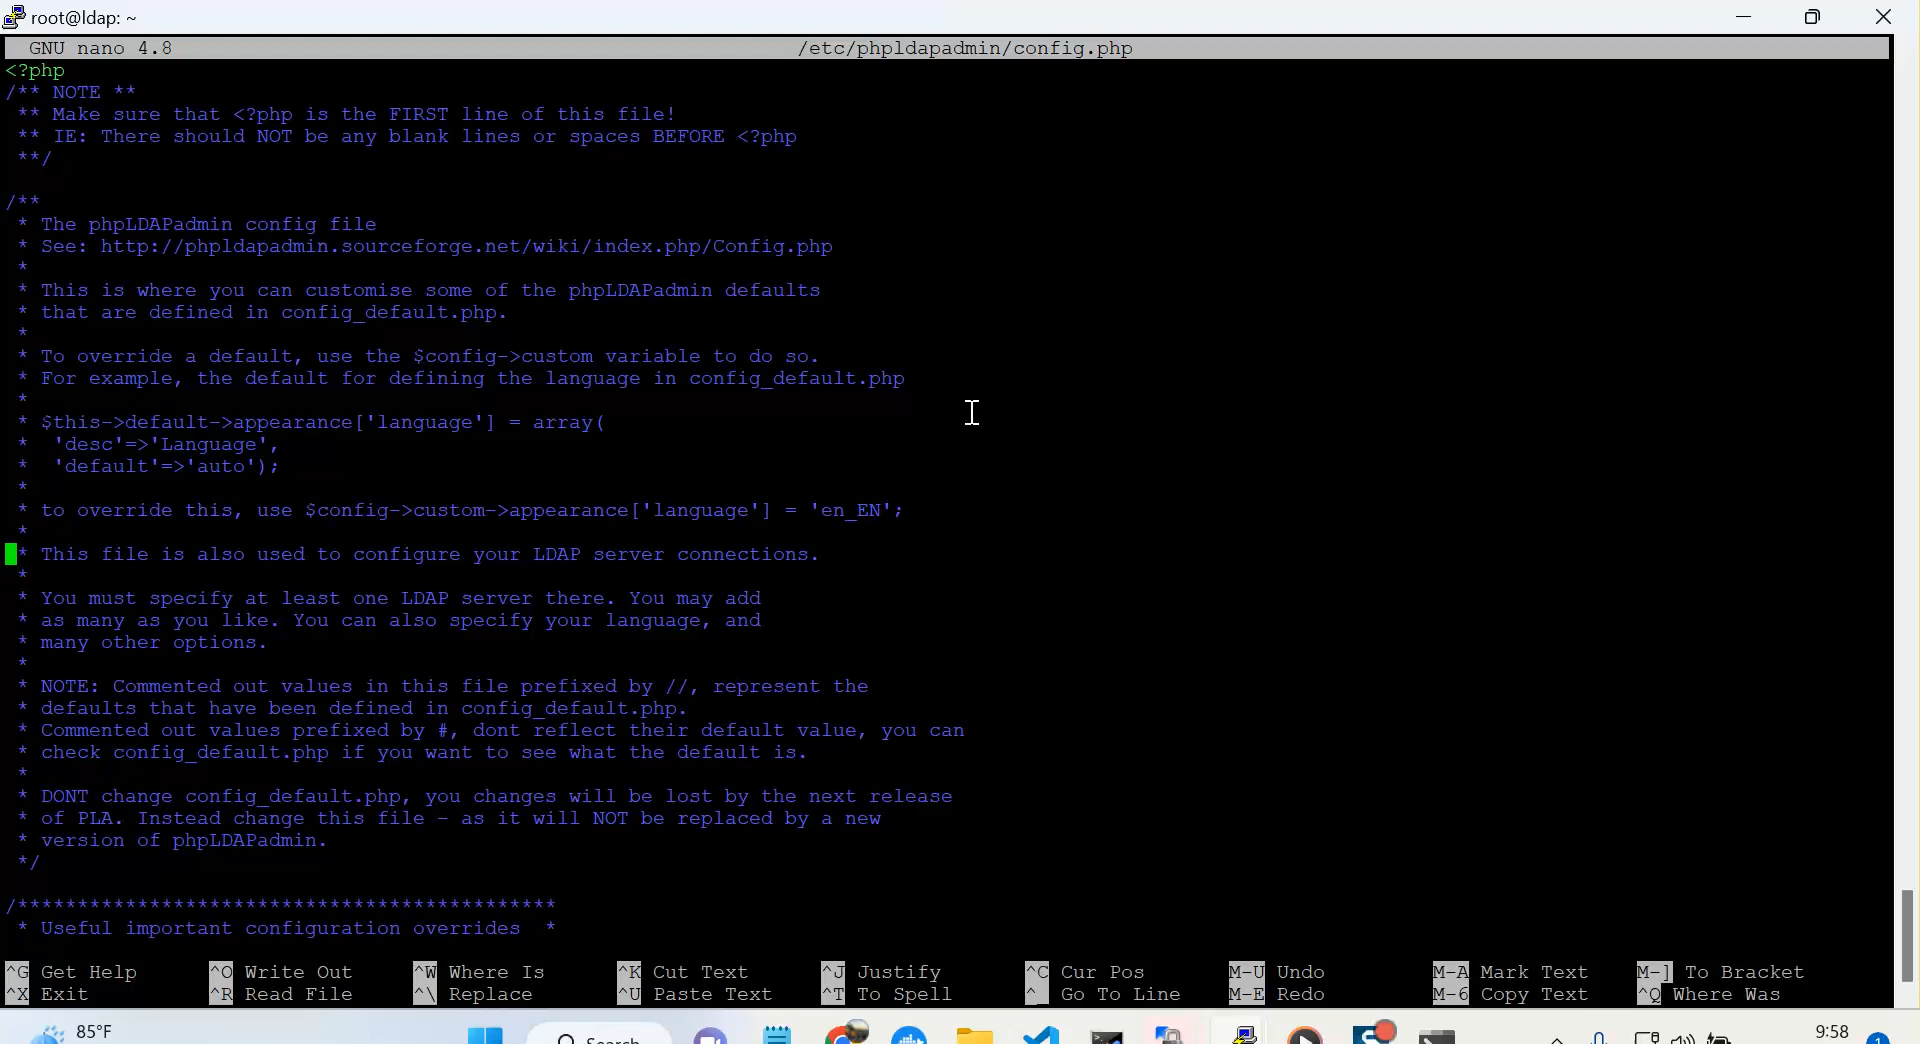 root@ldap: ~
GNU nano 4.8 /etc/phpldapadmin/config.php
<?php
/** NOTE **
** Make sure that <?php is the FIRST line of this file!
** IE: There should NOT be any blank lines or spaces BEFORE <?php
**/
/**
* The phpLDAPadmin config file
* See: http://phpldapadmin.sourceforge.net/wiki/index.php/Config.php
*
* This is where you can customise some of the phpLDAPadmin defaults
* that are defined in config_default.php.
*
* To override a default, use the $config->custom variable to do so.
* For example, the default for defining the language in config_default.php
*
* $this->default->appearance['language'] = array(
*  'desc'=>'Language',
*  'default'=>'auto');
*
* to override this, use $config->custom->appearance['language'] = 'en_EN';
*
* This file is also used to configure your LDAP server connections.
*
* You must specify at least one LDAP server there. You may add
* as many as you like. You can also specify your language, and
* many other options.
*
* NOTE: Commented out values in this file prefixed by //, represent the
* defaults that have been defined in config_default.php.
* Commented out values prefixed by #, dont reflect their default value, you can
* check config_default.php if you want to see what the default is.
*
* DONT change config_default.php, you changes will be lost by the next release
* of PLA. Instead change this file - as it will NOT be replaced by a new
* version of phpLDAPadmin.
*/
/*********************************************
* Useful important configuration overrides  *
^G Get Help ^O Write Out ^W Where Is ^K Cut Text ^J Justify ^C Cur Pos M-U Undo M-A Mark Text M-] To Bracket
^X Exit ^R Read File ^\ Replace ^U Paste Text ^T To Spell ^_ Go To Line M-E Redo M-6 Copy Text ^Q Where Was
85°F Search 9:58